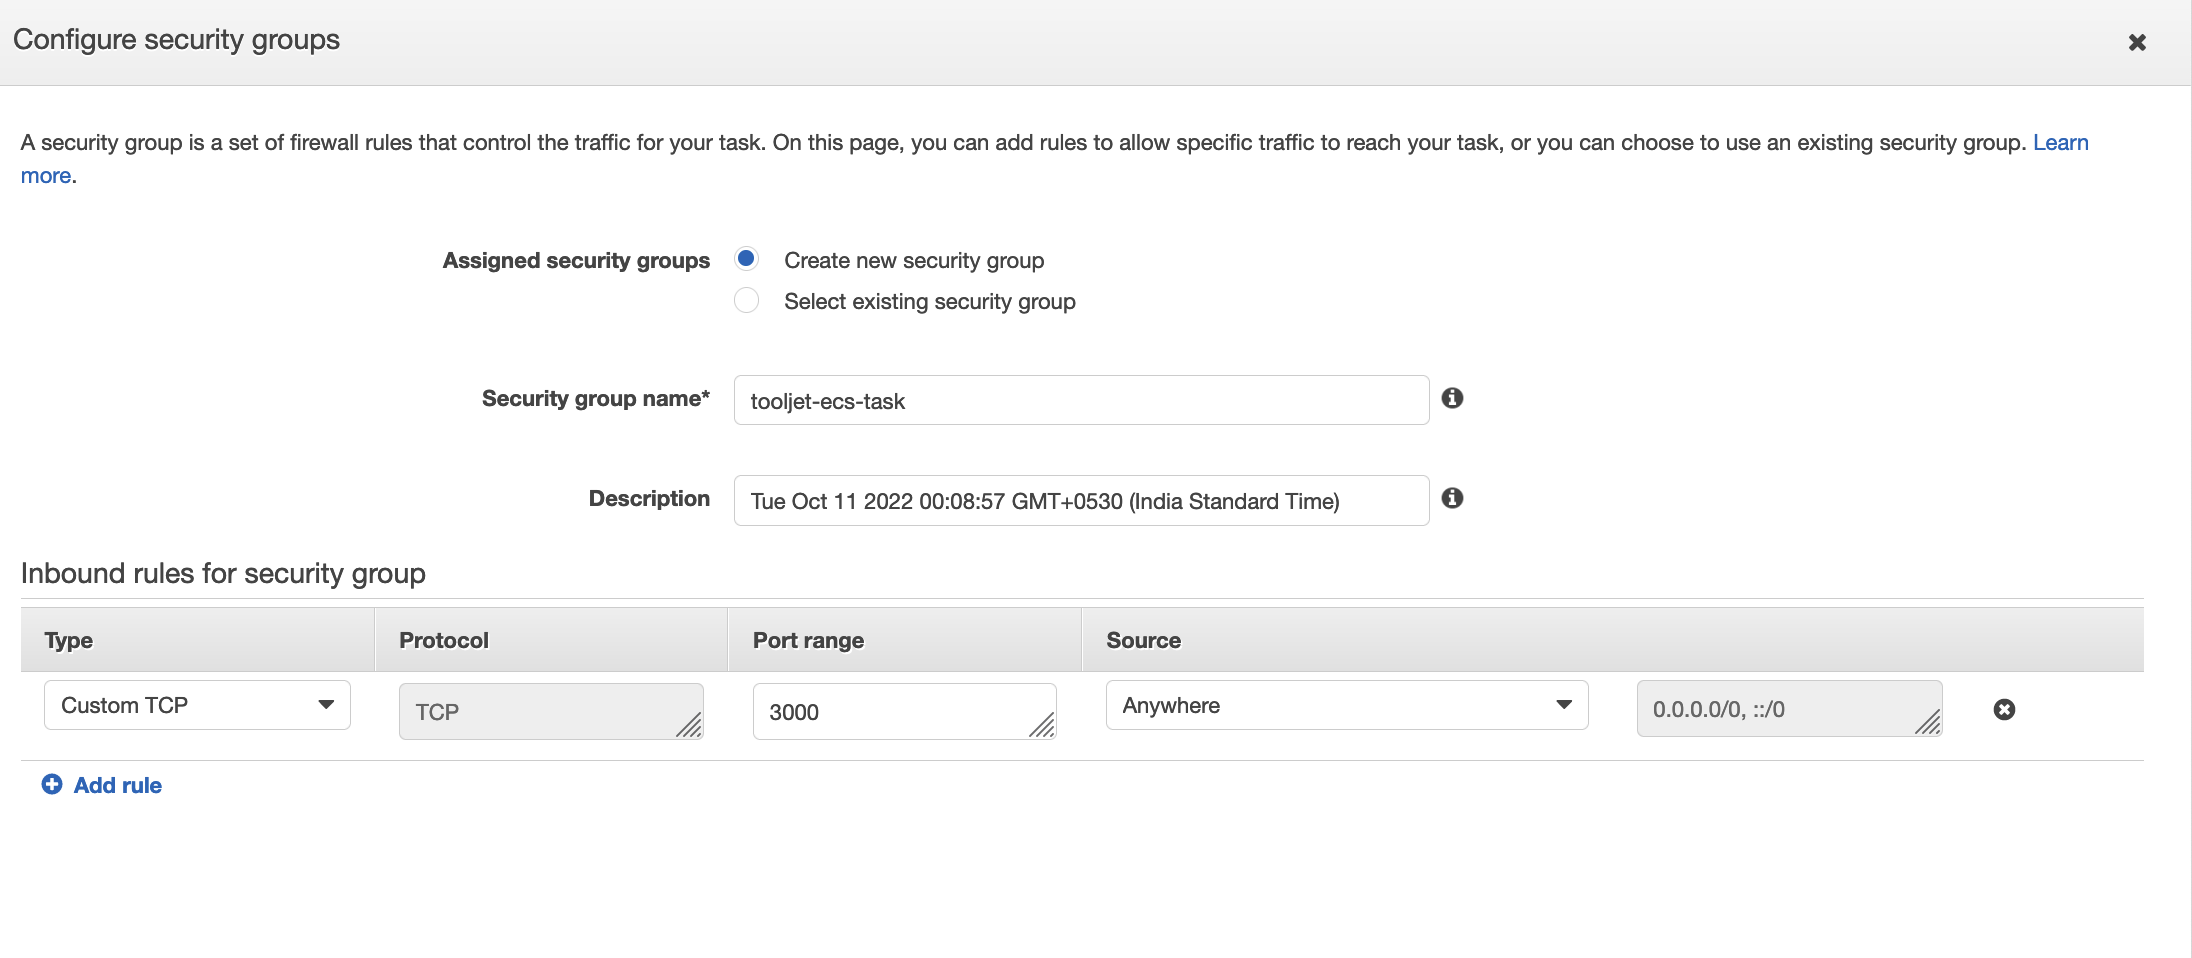 Configure security groups
A security group is a set of firewall rules that control the traffic for your task. On this page, you can add rules to allow specific traffic to reach your task, or you can choose to use an existing security group. Learn
more.
Assigned security groups
Create new security group
Select existing security group
Security group name*
tooljet-ecs-task
Description
Tue Oct 11 2022 00:08:57 GMT+0530 (India Standard Time)
Inbound rules for security group
Type Protocol Port range Source
Custom TCP TCP 3000 Anywhere 0.0.0.0/0, ::/0
Add rule